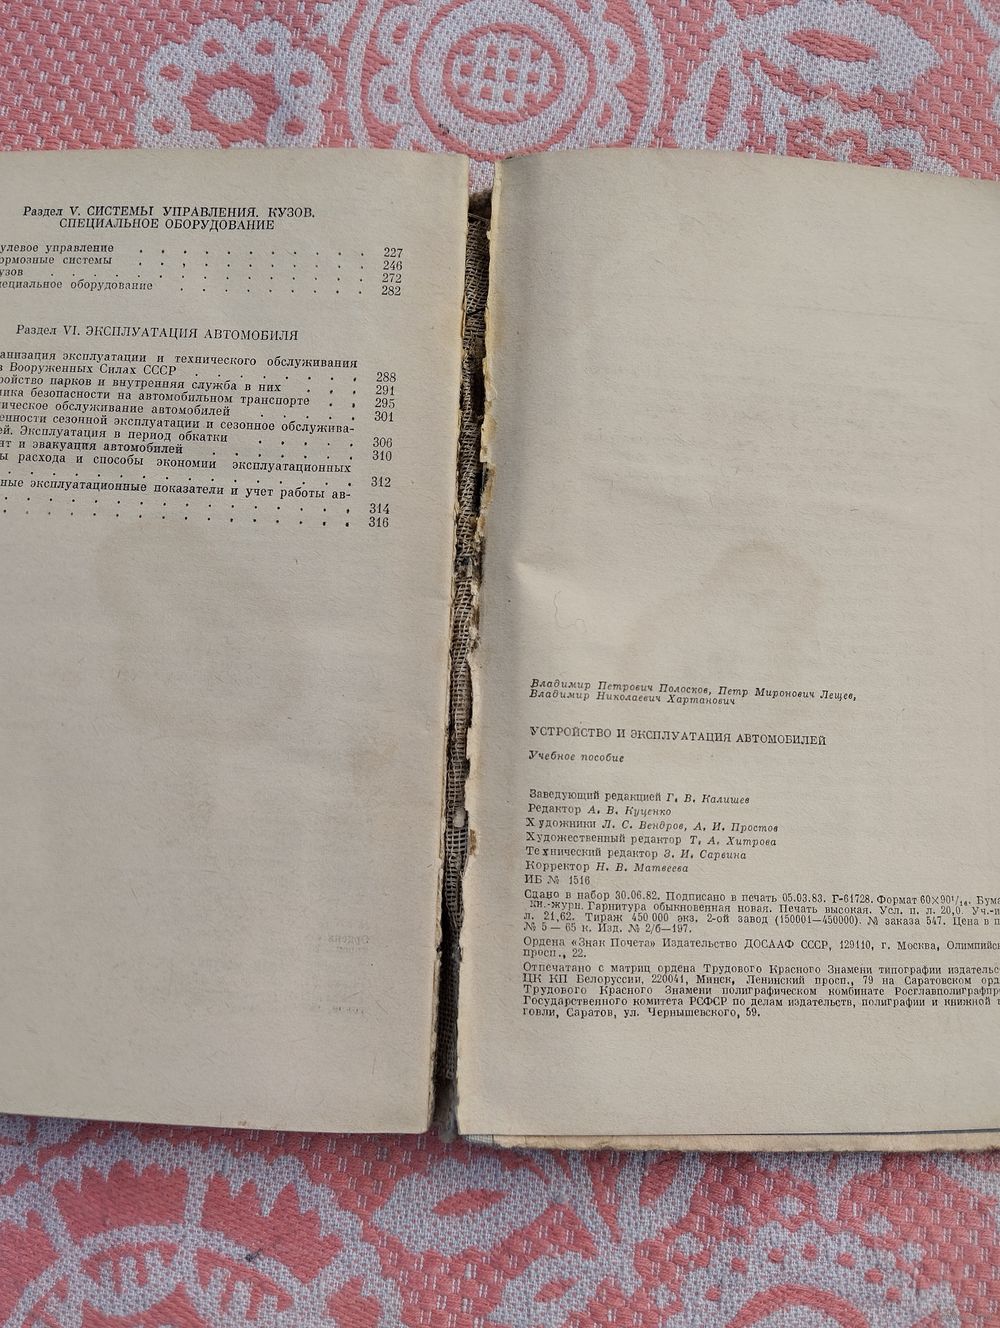 Раздел V. СИСТЕМЫ УПРАВЛЕНИЯ. КУЗОВ.
СПЕЦИАЛЬНОЕ ОБОРУДОВАНИЕ
улевое управление . . . . . . . . . . 227
ормозные системы . . . . . . . . . . 246
узов . . . . . . . . . . . . . 272
пециальное оборудование . . . . . . . . 282
Раздел VI. ЭКСПЛУАТАЦИЯ АВТОМОБИЛЯ
анизация эксплуатации и технического обслуживания
в Вооруженных Силах СССР . . . . . . . . 288
ройство парков и внутренняя служба в них . . . 291
ника безопасности на автомобильном транспорте . . 295
ническое обслуживание автомобилей . . . . . 301
енности сезонной эксплуатации и сезонное обслужива-
ей. Эксплуатация в период обкатки . . . . . 306
нт и эвакуация автомобилей . . . . . . . 310
ы расхода и способы экономии эксплуатационных
. . . . . . . . . . . . . . . 312
ные эксплуатационные показатели и учет работы ав-
. . . . . . . . . . . . . . . 314
. . . . . . . . . . . . . . . 316
Владимир Петрович Полосков, Петр Миронович Лещев,
Владимир Николаевич Хартанович
УСТРОЙСТВО И ЭКСПЛУАТАЦИЯ АВТОМОБИЛЕЙ
Учебное пособие
Заведующий редакцией Г. В. Калишев
Редактор А. В. Куценко
Художники Л. С. Вендров, А. И. Простов
Художественный редактор Т. А. Хитрова
Технический редактор З. И. Сарвина
Корректор Н. В. Матвеева
ИБ № 1516
Сдано в набор 30.06.82. Подписано в печать 05.03.83. Г-61728. Формат 60×90¹/₁₆. Бума
кн.-журн. Гарнитура обыкновенная новая. Печать высокая. Усл. п. л. 20,0. Уч.-и
л. 21,62. Тираж 450 000 экз. 2-ой завод (150001—450000). № заказа 547. Цена в п
№ 5 — 65 к. Изд. № 2/б—197.
Ордена «Знак Почета» Издательство ДОСААФ СССР, 129110, г. Москва, Олимпийск
просп., 22.
Отпечатано с матриц ордена Трудового Красного Знамени типографии издательс
ЦК КП Белоруссии, 220041, Минск, Ленинский просп., 79 на Саратовском орд
Трудового Красного Знамени полиграфическом комбинате Росглавполиграфпр
Государственного комитета РСФСР по делам издательств, полиграфии и книжной
говли, Саратов, ул. Чернышевского, 59.